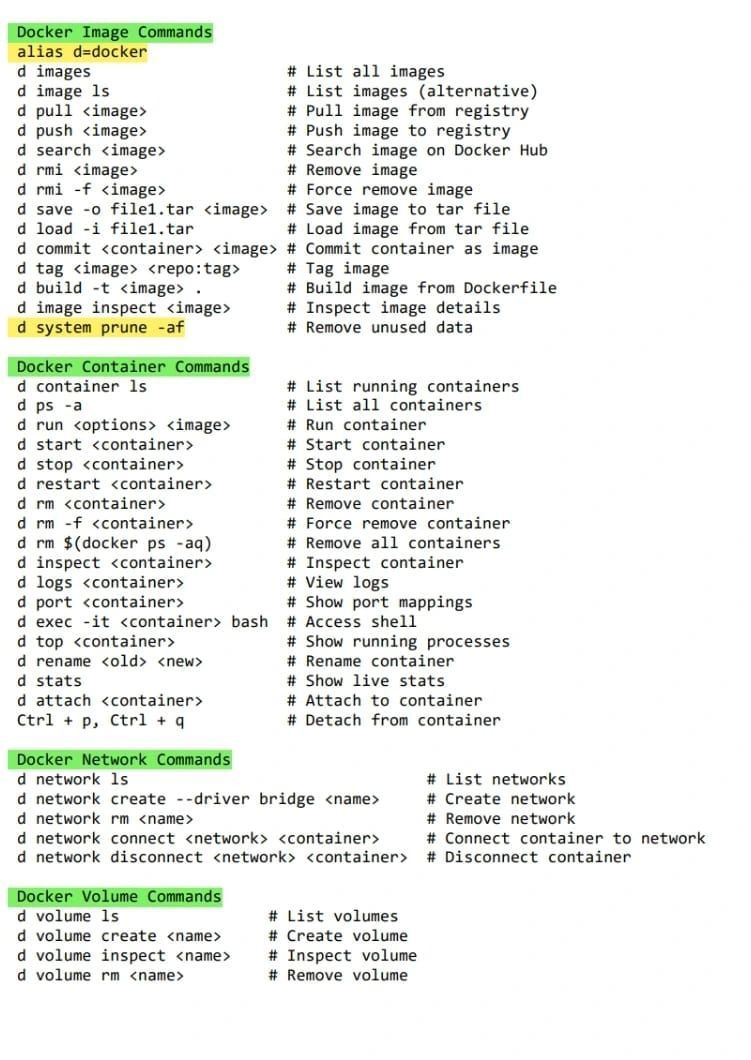 Docker Image Commands
alias d=docker
d images # List all images
d image ls # List images (alternative)
d pull <image> # Pull image from registry
d push <image> # Push image to registry
d search <image> # Search image on Docker Hub
d rmi <image> # Remove image
d rmi -f <image> # Force remove image
d save -o file1.tar <image> # Save image to tar file
d load -i file1.tar # Load image from tar file
d commit <container> <image> # Commit container as image
d tag <image> <repo:tag> # Tag image
d build -t <image> . # Build image from Dockerfile
d image inspect <image> # Inspect image details
d system prune -af # Remove unused data
Docker Container Commands
d container ls # List running containers
d ps -a # List all containers
d run <options> <image> # Run container
d start <container> # Start container
d stop <container> # Stop container
d restart <container> # Restart container
d rm <container> # Remove container
d rm -f <container> # Force remove container
d rm $(docker ps -aq) # Remove all containers
d inspect <container> # Inspect container
d logs <container> # View logs
d port <container> # Show port mappings
d exec -it <container> bash # Access shell
d top <container> # Show running processes
d rename <old> <new> # Rename container
d stats # Show live stats
d attach <container> # Attach to container
Ctrl + p, Ctrl + q # Detach from container
Docker Network Commands
d network ls # List networks
d network create --driver bridge <name> # Create network
d network rm <name> # Remove network
d network connect <network> <container> # Connect container to network
d network disconnect <network> <container> # Disconnect container
Docker Volume Commands
d volume ls # List volumes
d volume create <name> # Create volume
d volume inspect <name> # Inspect volume
d volume rm <name> # Remove volume